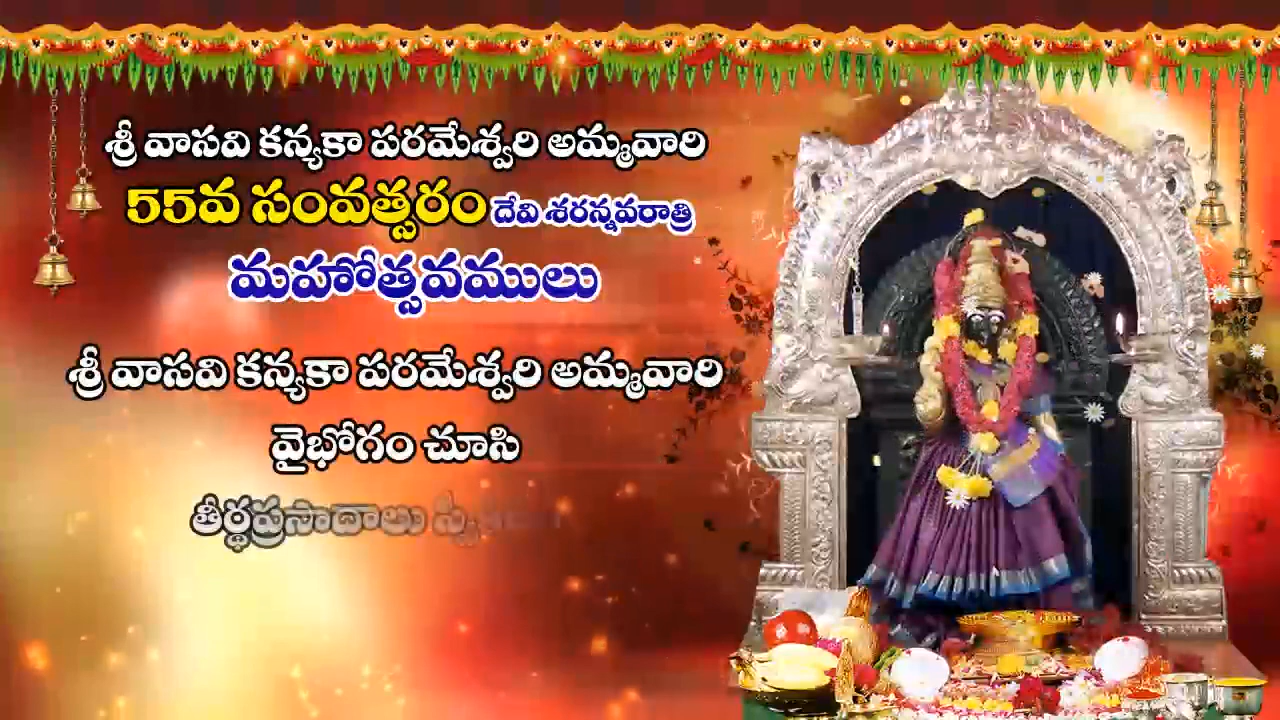 శ్రీ వాసవి కన్యకా పరమేశ్వరి అమ్మవారి
55వ సంవత్సరం దేవి శరన్నవరాత్రి
మహోత్సవములు
శ్రీ వాసవి కన్యకా పరమేశ్వరి అమ్మవారి
వైభోగం చూసి
తీర్థప్రసాదాలు